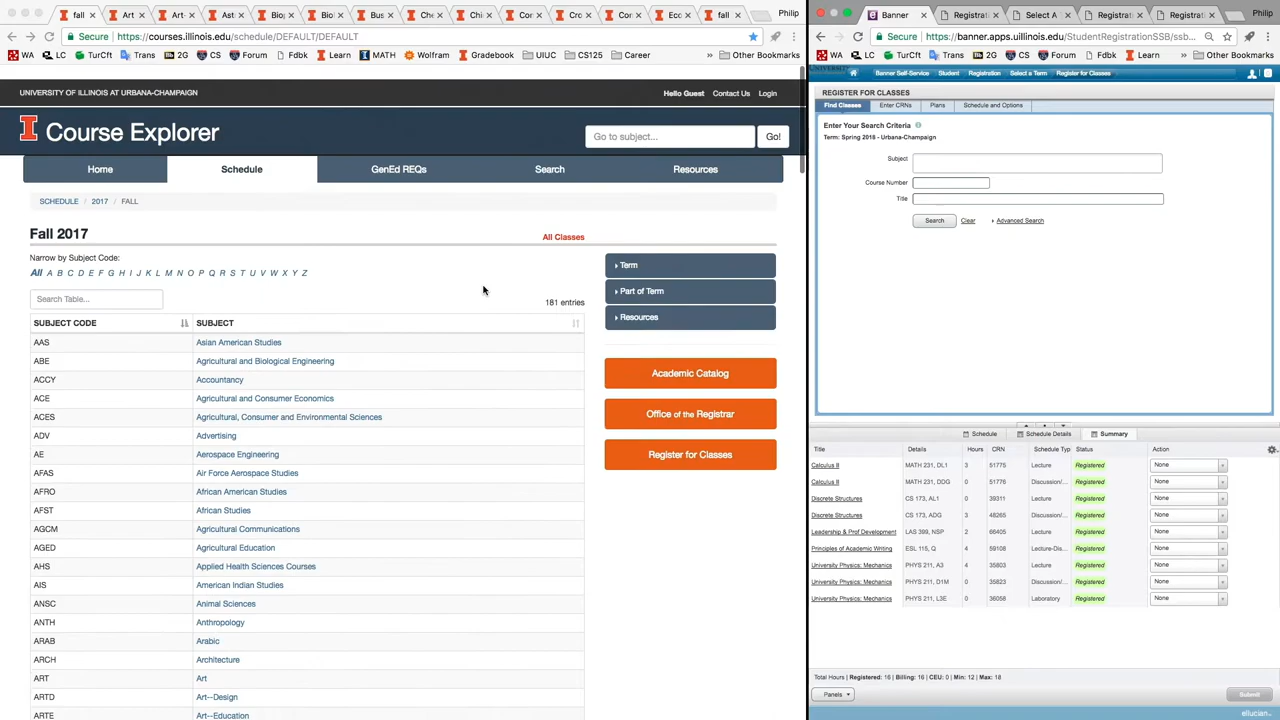 fall Art Art Ast Bio Bio Bus Che Chi Co Cro Cor Eco fall Philip
Secure https://courses.illinois.edu/schedule/DEFAULT/DEFAULT
WA LC TurCft Trans 2G CS Forum Fdbk Learn MATH Wolfram Gradebook UIUC CS125 Career » Other Bookmarks
UNIVERSITY OF ILLINOIS AT URBANA-CHAMPAIGN Hello Guest Contact Us Login
I Course Explorer Go to subject... Go!
Home Schedule GenEd REQs Search Resources
SCHEDULE / 2017 / FALL
Fall 2017 All Classes
Narrow by Subject Code:
All A B C D E F G H I J K L M N O P Q R S T U V W X Y Z
Search Table... 181 entries
SUBJECT CODE SUBJECT
AAS Asian American Studies
ABE Agricultural and Biological Engineering
ACCY Accountancy
ACE Agricultural and Consumer Economics
ACES Agricultural, Consumer and Environmental Sciences
ADV Advertising
AE Aerospace Engineering
AFAS Air Force Aerospace Studies
AFRO African American Studies
AFST African Studies
AGCM Agricultural Communications
AGED Agricultural Education
AHS Applied Health Sciences Courses
AIS American Indian Studies
ANSC Animal Sciences
ANTH Anthropology
ARAB Arabic
ARCH Architecture
ART Art
ARTD Art--Design
ARTE Art--Education
Term
Part of Term
Resources
Academic Catalog
Office of the Registrar
Register for Classes
Banner Registrati Select A Registrati Registrati Philip
Secure https://banner.apps.uillinois.edu/StudentRegistrationSSB/ssb...
WA LC TurCft Trans 2G CS Forum Fdbk Learn » Other Bookmarks
Banner Self-Service Student Registration Select a Term Register for Classes
REGISTER FOR CLASSES
Find Classes Enter CRNs Plans Schedule and Options
Enter Your Search Criteria
Term: Spring 2018 - Urbana-Champaign
Subject
Course Number
Title
Search Clear Advanced Search
Schedule Schedule Details Summary
Title Details Hours CRN Schedule Typ Status Action
Calculus II MATH 231, DL1 3 51775 Lecture Registered None
Calculus II MATH 231, DDG 0 51776 Discussion/... Registered None
Discrete Structures CS 173, AL1 0 39311 Lecture Registered None
Discrete Structures CS 173, ADG 3 48265 Discussion/... Registered None
Leadership & Prof Development LAS 399, NSP 2 66405 Lecture Registered None
Principles of Academic Writing ESL 115, Q 4 59108 Lecture-Dis... Registered None
University Physics: Mechanics PHYS 211, A3 4 35803 Lecture Registered None
University Physics: Mechanics PHYS 211, D1M 0 35823 Discussion/... Registered None
University Physics: Mechanics PHYS 211, L3E 0 36058 Laboratory Registered None
Total Hours | Registered: 16 | Billing: 16 | CEU: 0 | Min: 12 | Max: 18
Panels Submit
ellucian